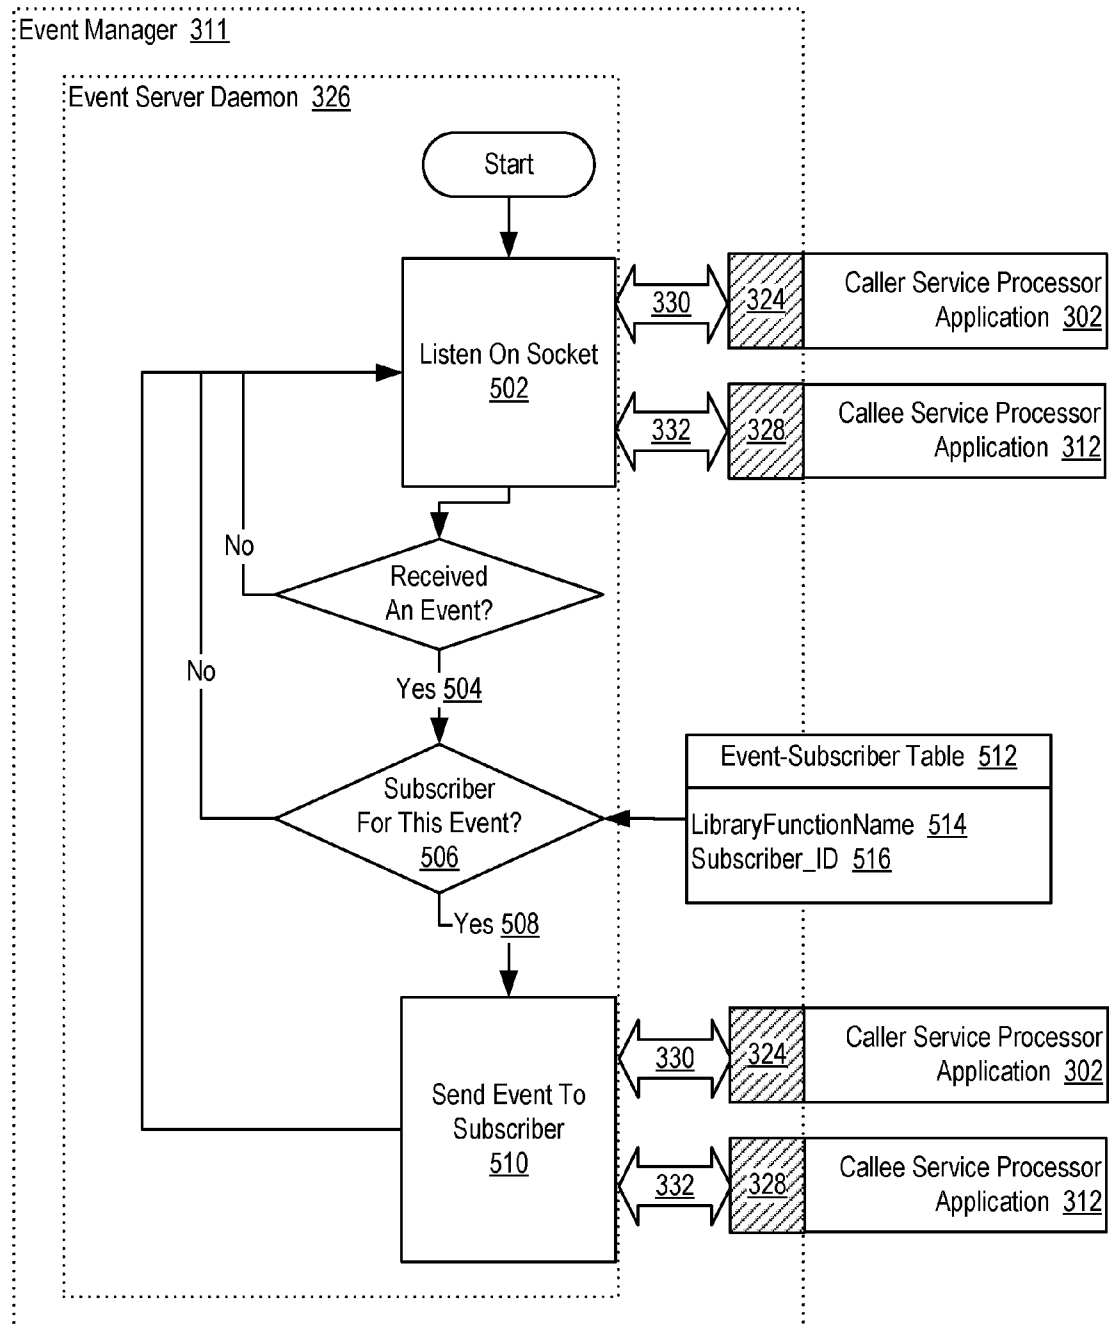 Event Manager 311
Event Server Daemon 326
Start
Listen On Socket
502
330
324
Caller Service Processor
Application 302
332
328
Callee Service Processor
Application 312
No
Received
An Event?
No
Yes 504
Subscriber
For This Event?
506
Event-Subscriber Table 512
LibraryFunctionName 514
Subscriber_ID 516
Yes 508
Send Event To
Subscriber
510
330
324
Caller Service Processor
Application 302
332
328
Callee Service Processor
Application 312